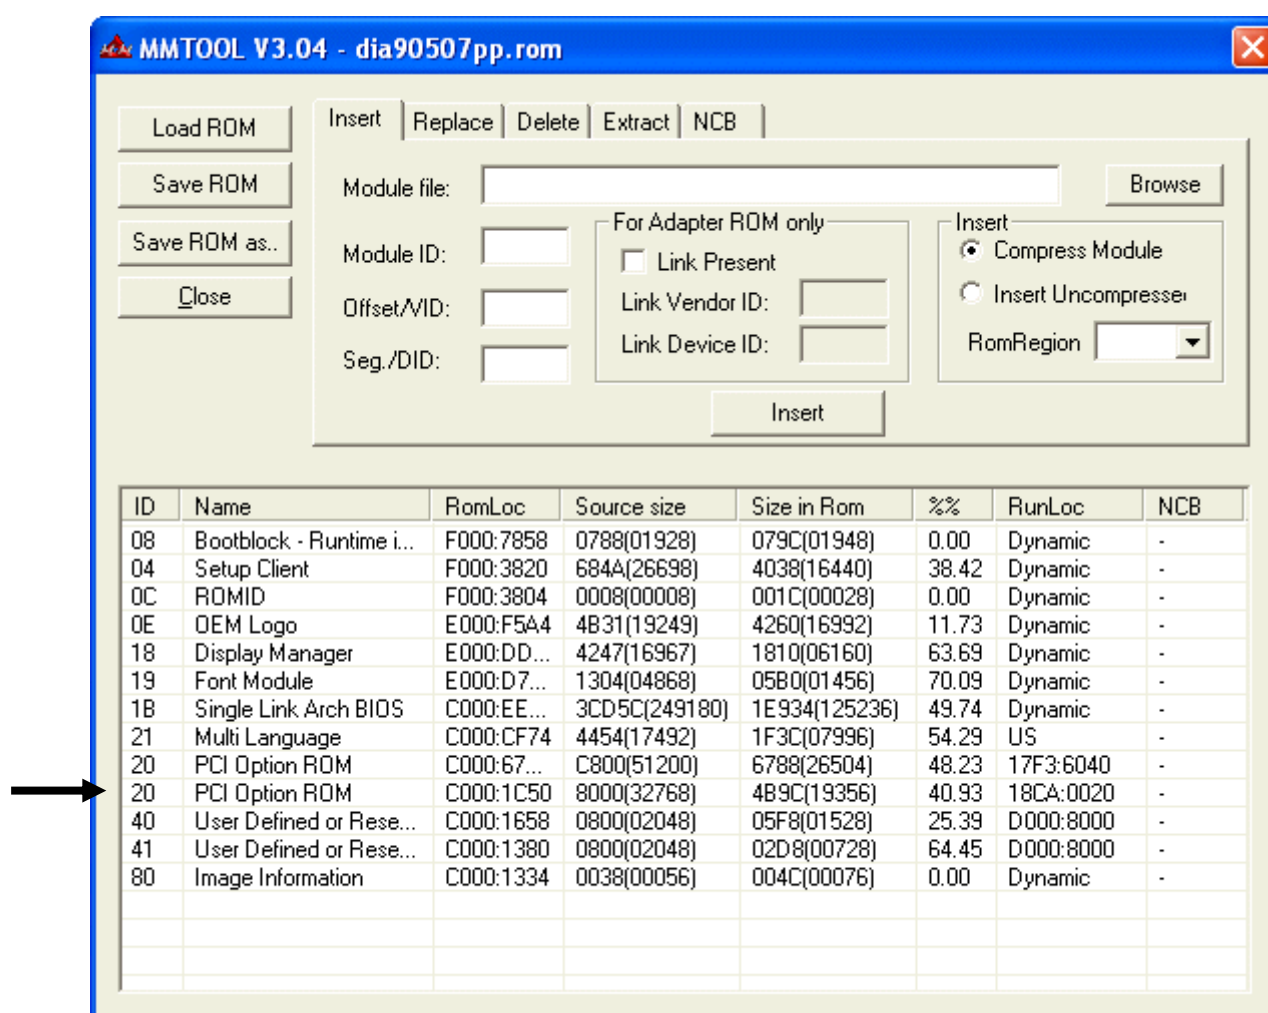 MMTOOL V3.04 - dia90507pp.rom
Load ROM
Save ROM
Save ROM as..
Close
Insert Replace Delete Extract NCB
Module file: Browse
Module ID:
Offset/VID:
Seg./DID:
For Adapter ROM only
Link Present
Link Vendor ID:
Link Device ID:
Insert
Compress Module
Insert Uncompresse
RomRegion
Insert
ID Name RomLoc Source size Size in Rom %% RunLoc NCB
08 Bootblock - Runtime i... F000:7858 0788(01928) 079C(01948) 0.00 Dynamic -
04 Setup Client F000:3820 684A(26698) 4038(16440) 38.42 Dynamic -
0C ROMID F000:3804 0008(00008) 001C(00028) 0.00 Dynamic -
0E OEM Logo E000:F5A4 4B31(19249) 4260(16992) 11.73 Dynamic -
18 Display Manager E000:DD... 4247(16967) 1810(06160) 63.69 Dynamic -
19 Font Module E000:D7... 1304(04868) 05B0(01456) 70.09 Dynamic -
1B Single Link Arch BIOS C000:EE... 3CD5C(249180) 1E934(125236) 49.74 Dynamic -
21 Multi Language C000:CF74 4454(17492) 1F3C(07996) 54.29 US -
20 PCI Option ROM C000:67... C800(51200) 6788(26504) 48.23 17F3:6040 -
20 PCI Option ROM C000:1C50 8000(32768) 4B9C(19356) 40.93 18CA:0020 -
40 User Defined or Rese... C000:1658 0800(02048) 05F8(01528) 25.39 D000:8000 -
41 User Defined or Rese... C000:1380 0800(02048) 02D8(00728) 64.45 D000:8000 -
80 Image Information C000:1334 0038(00056) 004C(00076) 0.00 Dynamic -